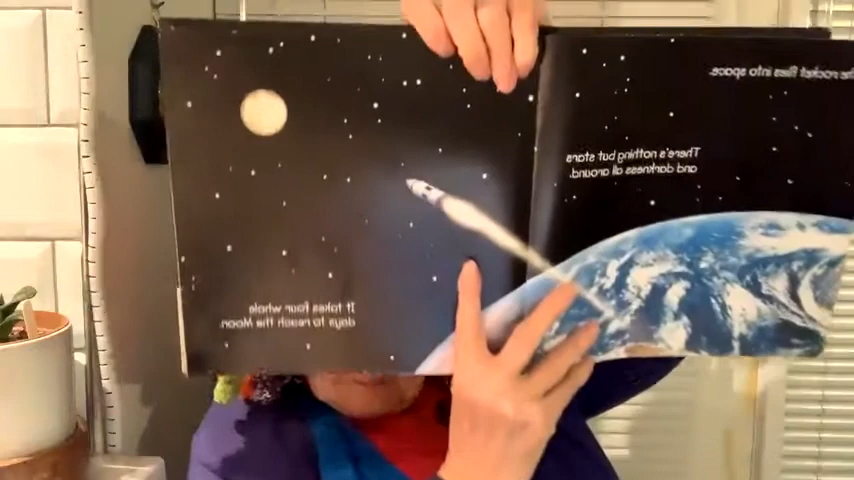 he Rocket flies into space.
There's nothing but stars
and darkness all around.
It takes four whole
days to reach the Moon.